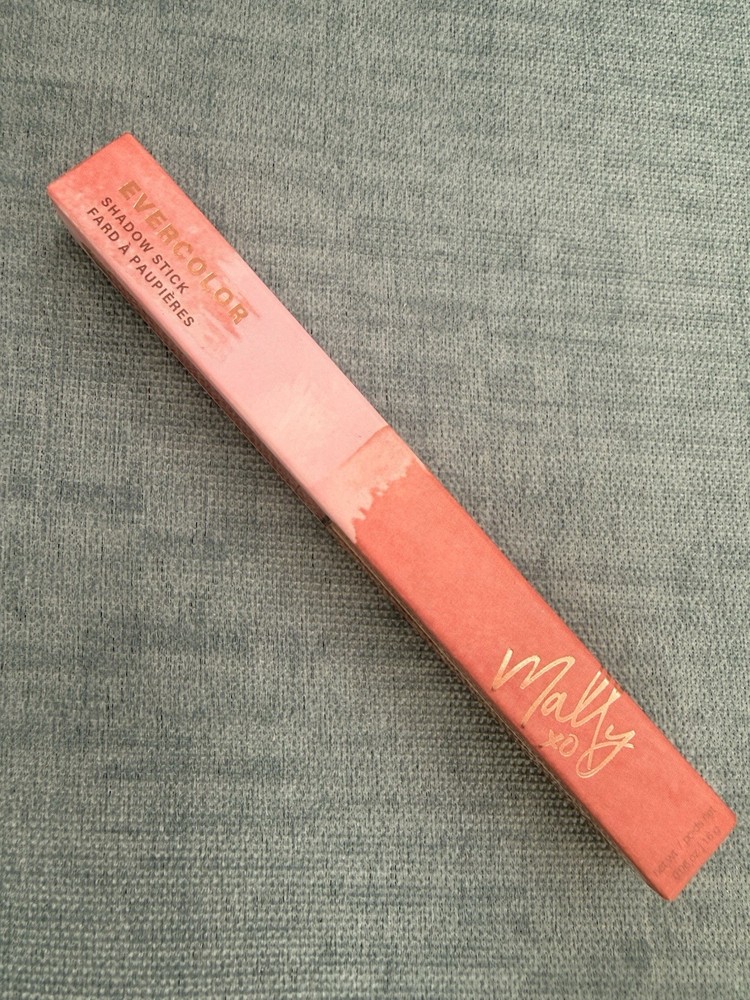 EVERCOLOR
SHADOW STICK
FARD À PAUPIÈRES
Mally
xo